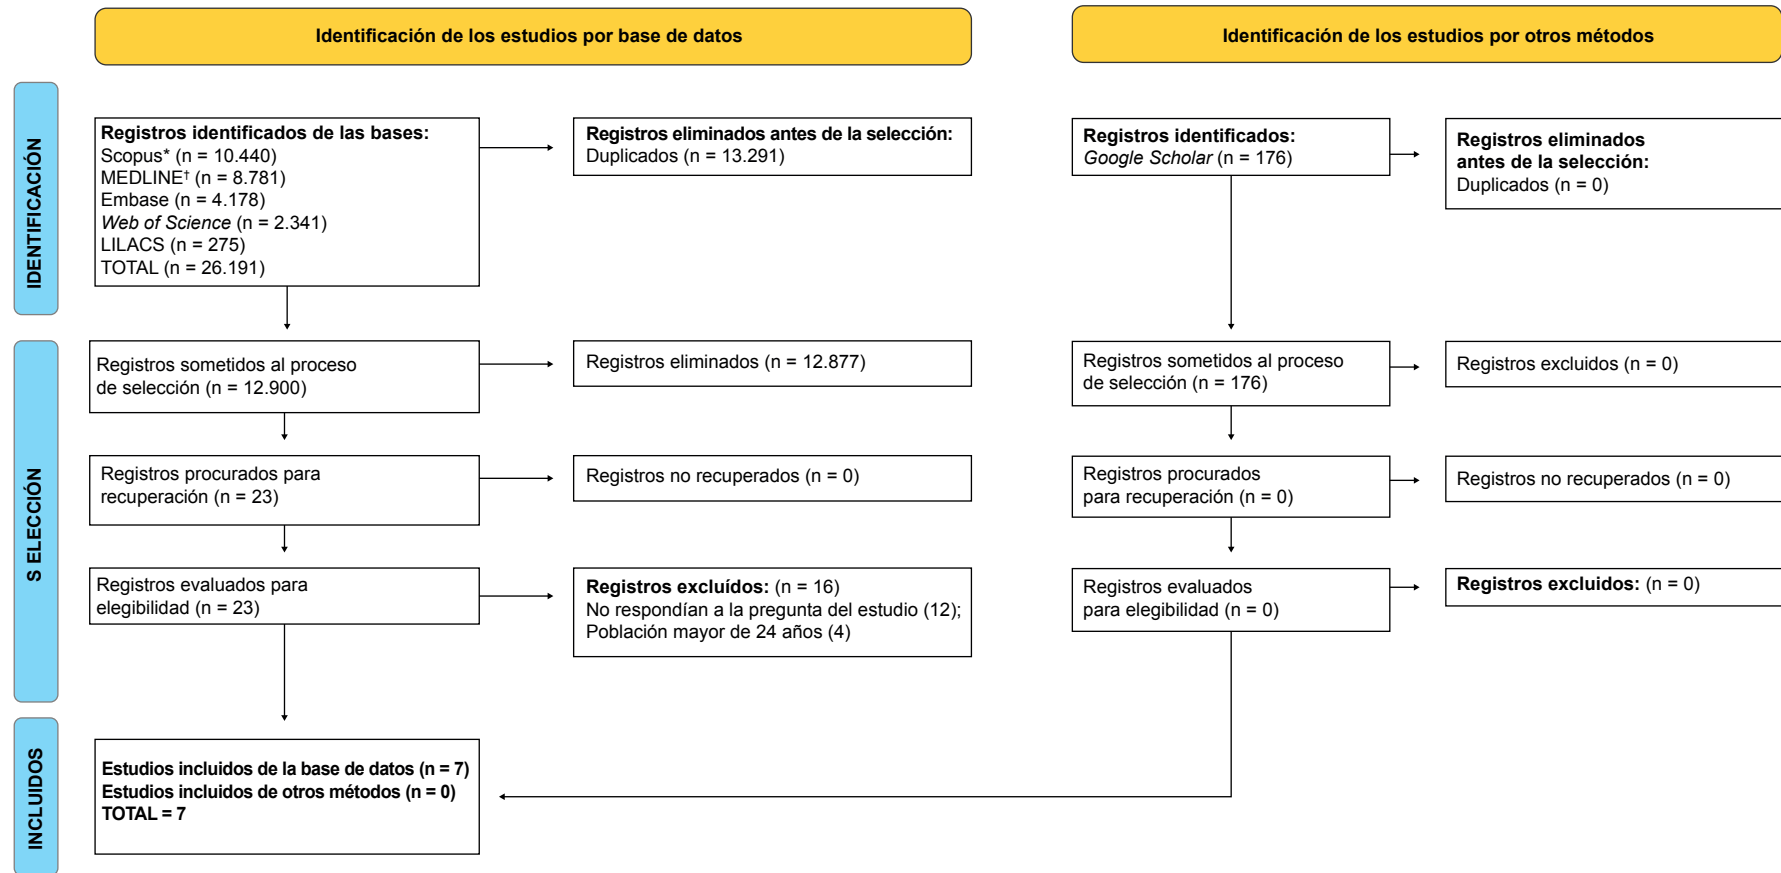 Identificación de los estudios por base de datos
Identificación de los estudios por otros métodos
IDENTIFICACIÓN
Registros identificados de las bases:
Scopus* (n = 10.440)
MEDLINE† (n = 8.781)
Embase (n = 4.178)
Web of Science (n = 2.341)
LILACS (n = 275)
TOTAL (n = 26.191)
Registros eliminados antes de la selección:
Duplicados (n = 13.291)
Registros identificados:
Google Scholar (n = 176)
Registros eliminados
antes de la selección:
Duplicados (n = 0)
S ELECCIÓN
Registros sometidos al proceso
de selección (n = 12.900)
Registros eliminados (n = 12.877)
Registros sometidos al proceso
de selección (n = 176)
Registros excluidos (n = 0)
Registros procurados para
recuperación (n = 23)
Registros no recuperados (n = 0)
Registros procurados
para recuperación (n = 0)
Registros no recuperados (n = 0)
Registros evaluados para
elegibilidad (n = 23)
Registros excluídos: (n = 16)
No respondían a la pregunta del estudio (12);
Población mayor de 24 años (4)
Registros evaluados
para elegibilidad (n = 0)
Registros excluidos: (n = 0)
INCLUIDOS
Estudios incluidos de la base de datos (n = 7)
Estudios incluidos de otros métodos (n = 0)
TOTAL = 7